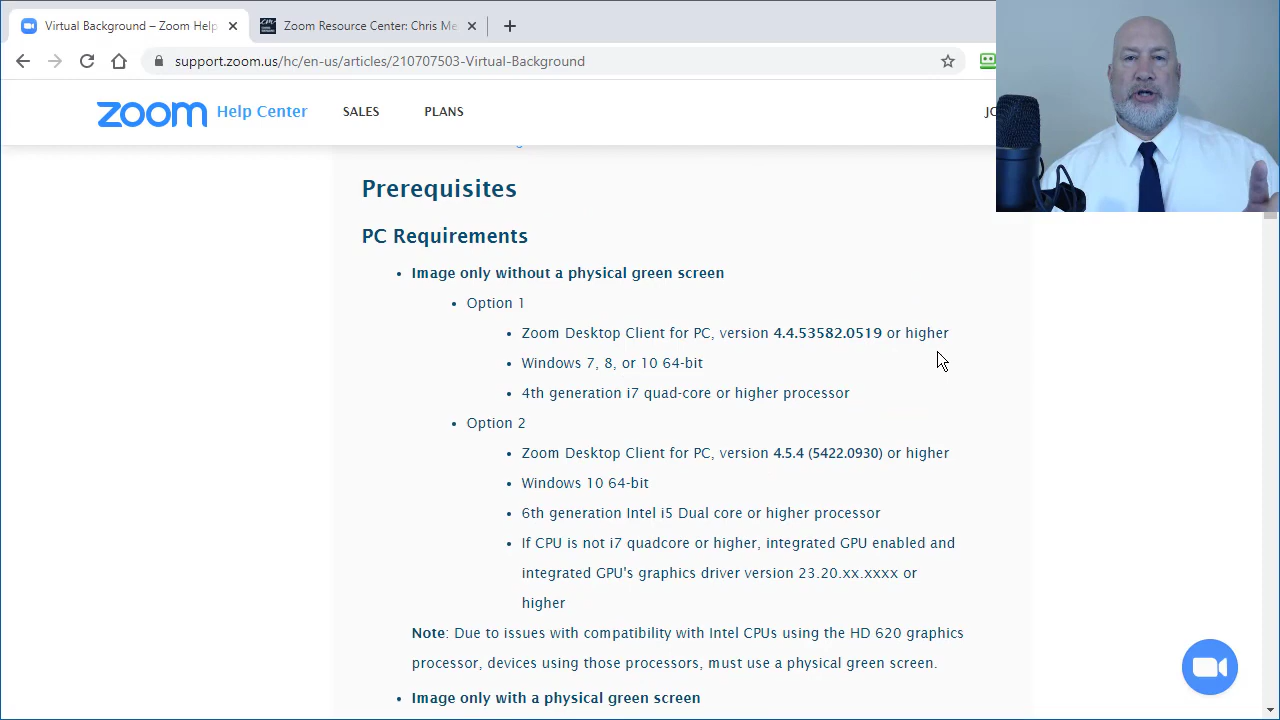 Virtual Background – Zoom Help
Zoom Resource Center: Chris Me
support.zoom.us/hc/en-us/articles/210707503-Virtual-Background
zoom Help Center SALES PLANS JO
Prerequisites
PC Requirements
• Image only without a physical green screen
• Option 1
• Zoom Desktop Client for PC, version 4.4.53582.0519 or higher
• Windows 7, 8, or 10 64-bit
• 4th generation i7 quad-core or higher processor
• Option 2
• Zoom Desktop Client for PC, version 4.5.4 (5422.0930) or higher
• Windows 10 64-bit
• 6th generation Intel i5 Dual core or higher processor
• If CPU is not i7 quadcore or higher, integrated GPU enabled and
integrated GPU's graphics driver version 23.20.xx.xxxx or
higher
Note: Due to issues with compatibility with Intel CPUs using the HD 620 graphics
processor, devices using those processors, must use a physical green screen.
• Image only with a physical green screen